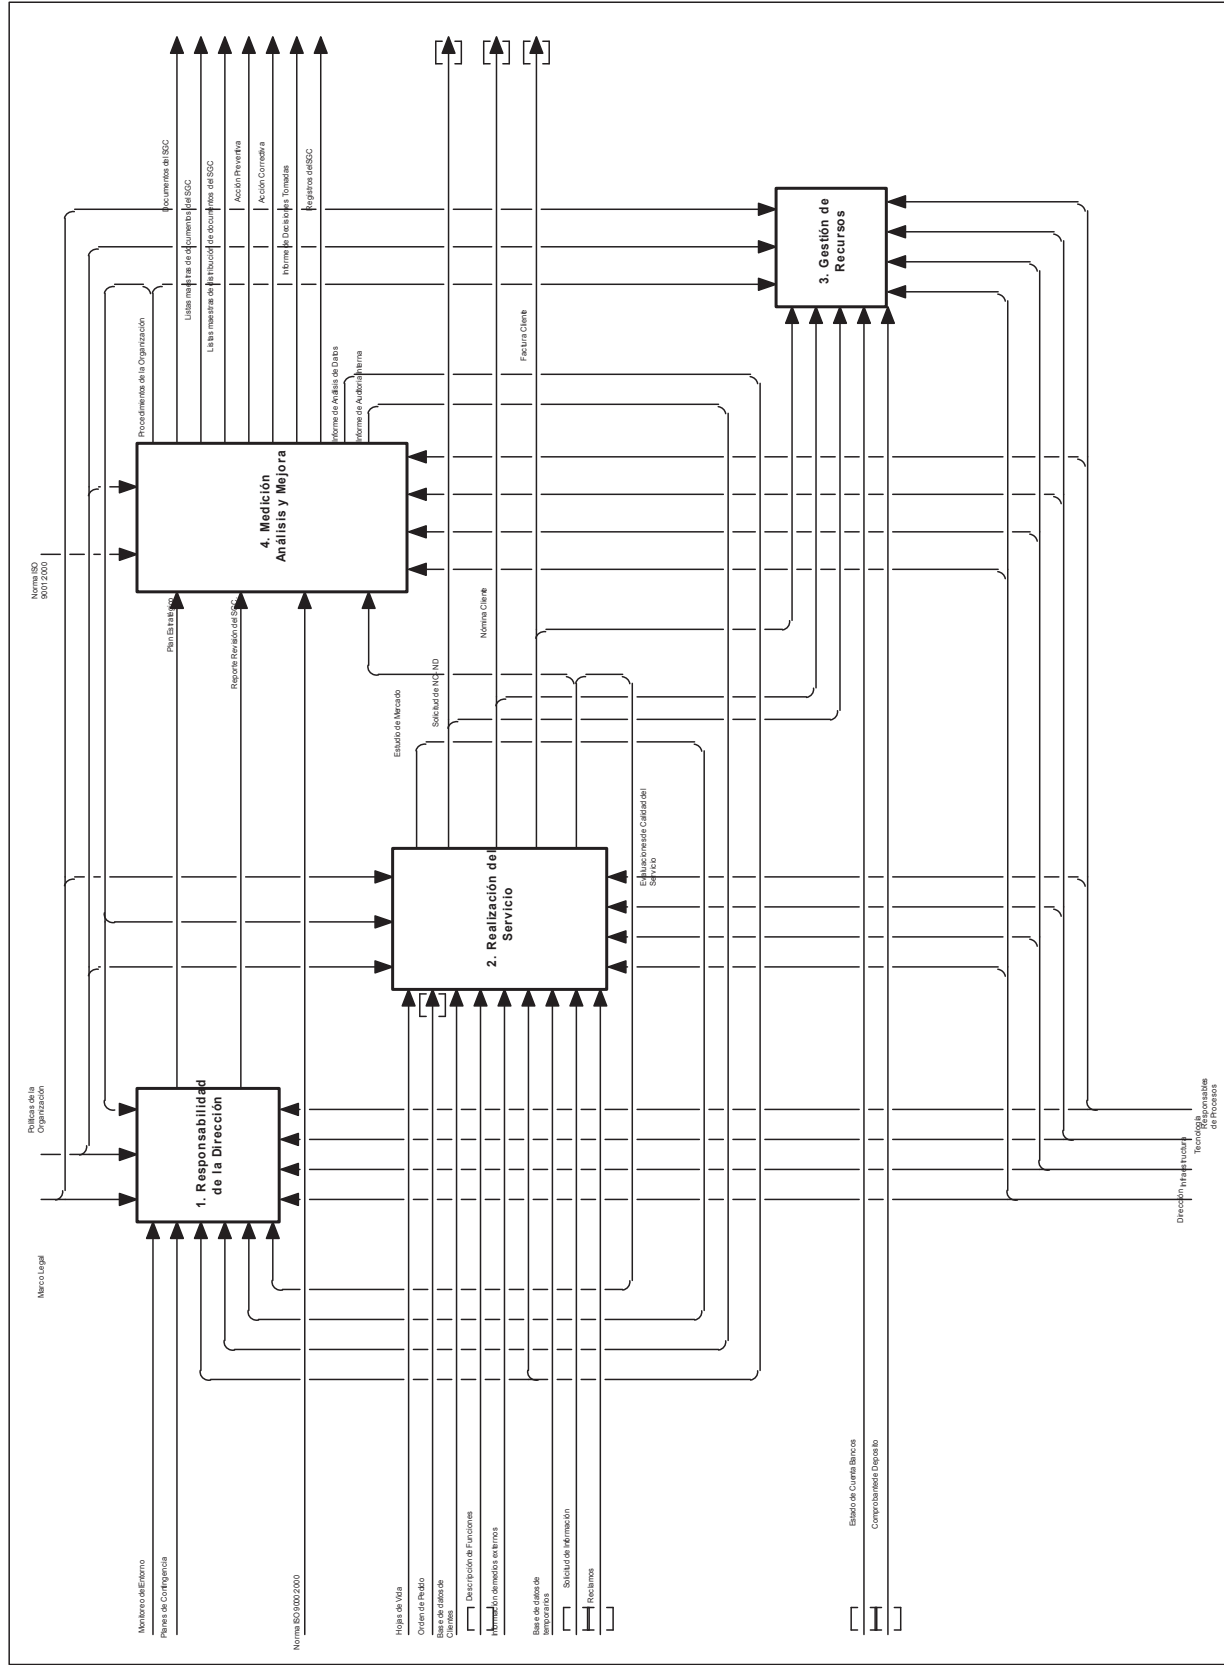 Marco Legal
Políticas de la
Organización
Norma ISO
9001:2000
Monitoreo del Entorno
Planes de Contingencia
Norma ISO 9000:2000
1. Responsabilidad
de la Dirección
Plan Estratégico
Reporte Revisión del SGC
4. Medición
Análisis y Mejora
Procedimientos de la Organización
Documentos del SGC
Listas maestras de documentos del SGC
Listas maestras de distribución de documentos del SGC
Acción Preventiva
Acción Correctiva
Informe de Decisiones Tomadas
Registros del SGC
Informe de Análisis de Datos
Informe de Auditoria Interna
Hojas de Vida
Orden de Pedido
Base de datos de
Clientes
Descripción de Funciones
Información de medios externos
Base de datos de
temporarios
Solicitud de Información
Reclamos
2. Realización del
Servicio
Estudio de Mercado
Solicitud de NC - ND
Nómina Cliente
Factura Cliente
Evaluaciones de Calidad del
Servicio
Estado de Cuenta Bancos
Comprobante de Deposito
3. Gestión de
Recursos
Dirección
Infraestructura
Tecnología
Responsables
de Procesos